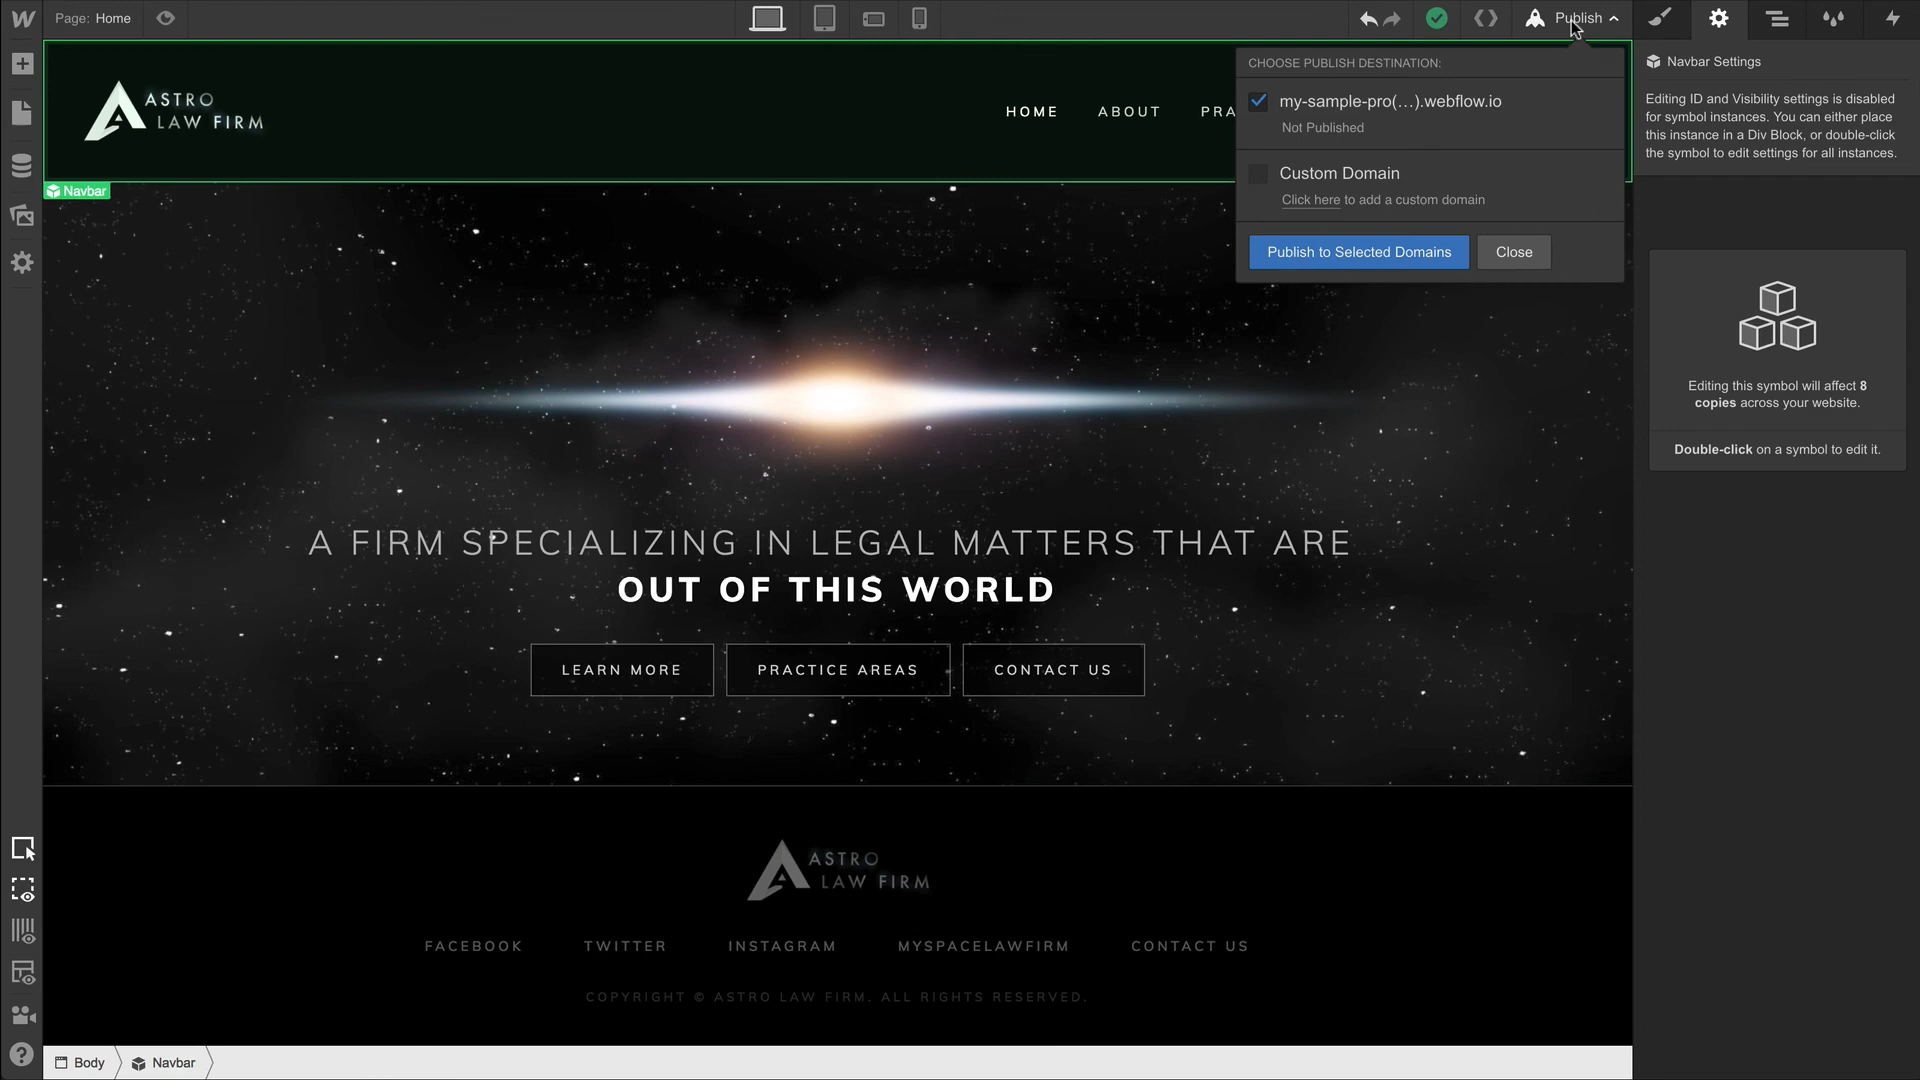 Page: Home
Publish
CHOOSE PUBLISH DESTINATION:
my-sample-pro(...).webflow.io
Not Published
Custom Domain
Click here to add a custom domain
Publish to Selected Domains
Close
Navbar Settings
Editing ID and Visibility settings is disabled
for symbol instances. You can either place
this instance in a Div Block, or double-click
the symbol to edit settings for all instances.
Editing this symbol will affect 8
copies across your website.
Double-click on a symbol to edit it.
ASTRO
LAW FIRM
HOME
ABOUT
PRA
Navbar
A FIRM SPECIALIZING IN LEGAL MATTERS THAT ARE
OUT OF THIS WORLD
LEARN MORE
PRACTICE AREAS
CONTACT US
ASTRO
LAW FIRM
FACEBOOK
TWITTER
INSTAGRAM
MYSPACELAWFIRM
CONTACT US
COPYRIGHT © ASTRO LAW FIRM. ALL RIGHTS RESERVED.
Body
Navbar